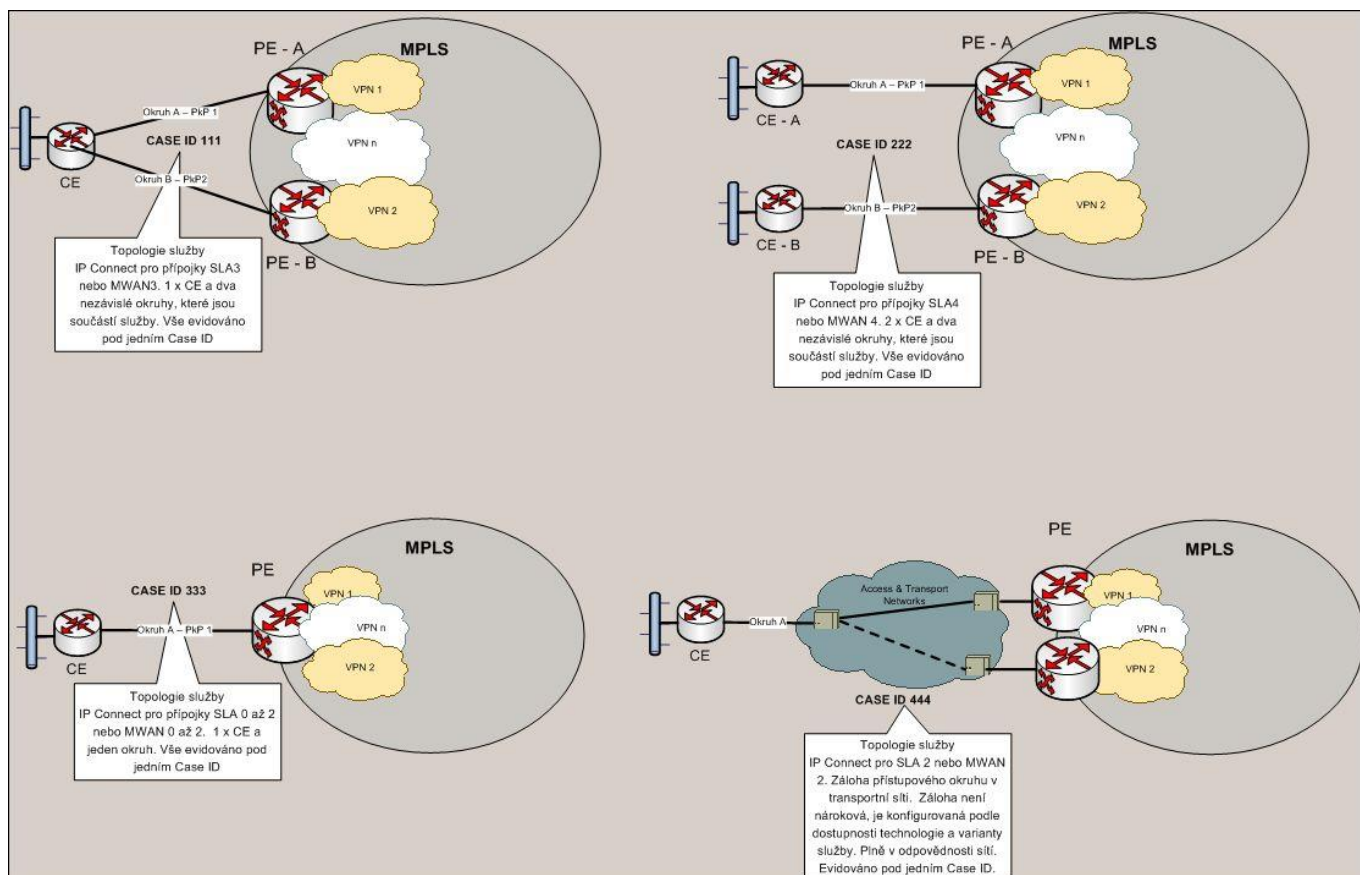 PE - A
MPLS
VPN 1
Okruh A – PkP 1
CASE ID 111
VPN n
CE
Okruh B – PkP2
VPN 2
PE - B
Topologie služby
IP Connect pro přípojky SLA3
nebo MWAN3. 1 x CE a dva
nezávislé okruhy, které jsou
součástí služby. Vše evidováno
pod jedním Case ID
PE - A
MPLS
VPN 1
Okruh A – PkP 1
CE - A
CASE ID 222
VPN n
Okruh B – PkP2
VPN 2
CE - B
PE - B
Topologie služby
IP Connect pro přípojky SLA4
nebo MWAN 4. 2 x CE a dva
nezávislé okruhy, které jsou
součástí služby. Vše evidováno
pod jedním Case ID
MPLS
PE
CASE ID 333
VPN 1
Okruh A – PkP 1
VPN n
CE
VPN 2
Topologie služby
IP Connect pro přípojky SLA 0 až 2
nebo MWAN 0 až 2. 1 x CE a
jeden okruh. Vše evidováno pod
jedním Case ID
PE
MPLS
Access & Transport
Networks
VPN 1
Okruh A
VPN n
CE
VPN 2
CASE ID 444
Topologie služby
IP Connect pro SLA 2 nebo MWAN
2. Záloha přístupového okruhu v
transportní síti. Záloha není
nároková, je konfigurovaná podle
dostupnosti technologie a varianty
služby. Plně v odpovědnosti sítí.
Evidováno pod jedním Case ID.